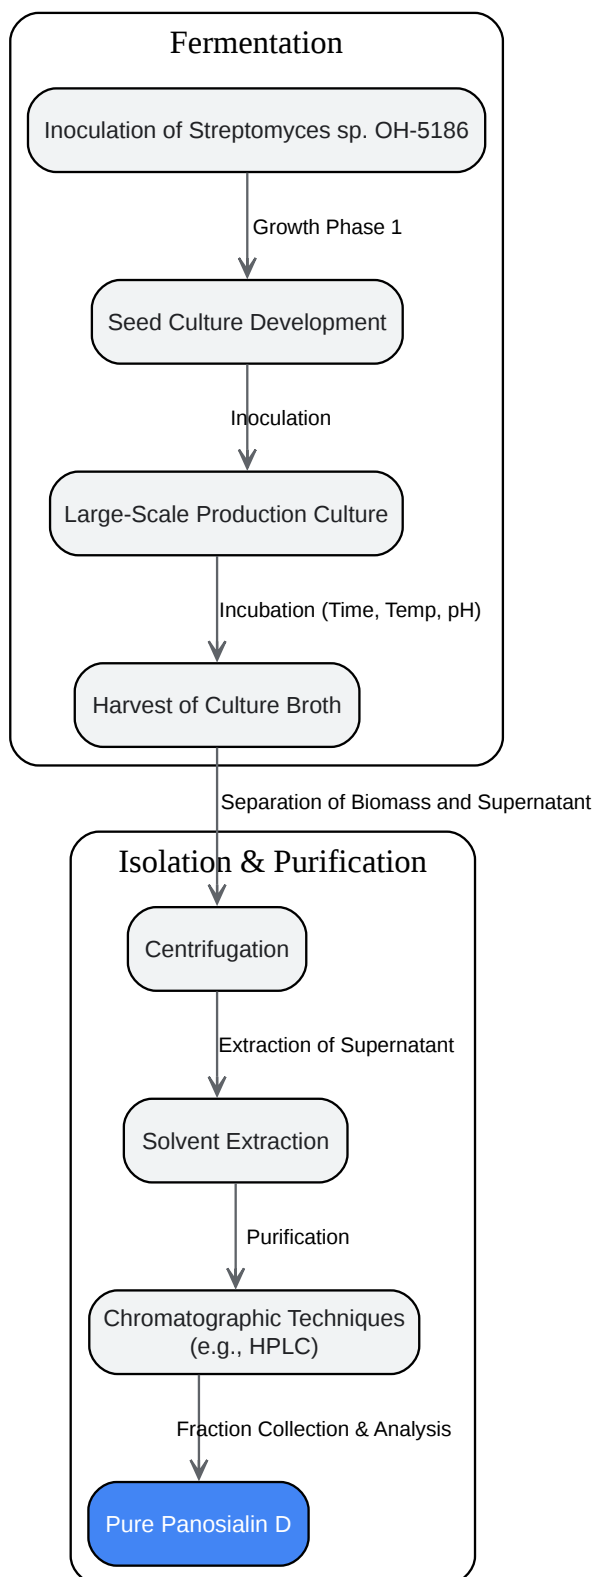 Fermentation
Inoculation of Streptomyces sp. OH-5186
Growth Phase 1
Seed Culture Development
Inoculation
Large-Scale Production Culture
Incubation (Time, Temp, pH)
Harvest of Culture Broth
Separation of Biomass and Supernatant
Isolation & Purification
Centrifugation
Extraction of Supernatant
Solvent Extraction
Purification
Chromatographic Techniques
(e.g., HPLC)
Fraction Collection & Analysis
Pure Panosialin D